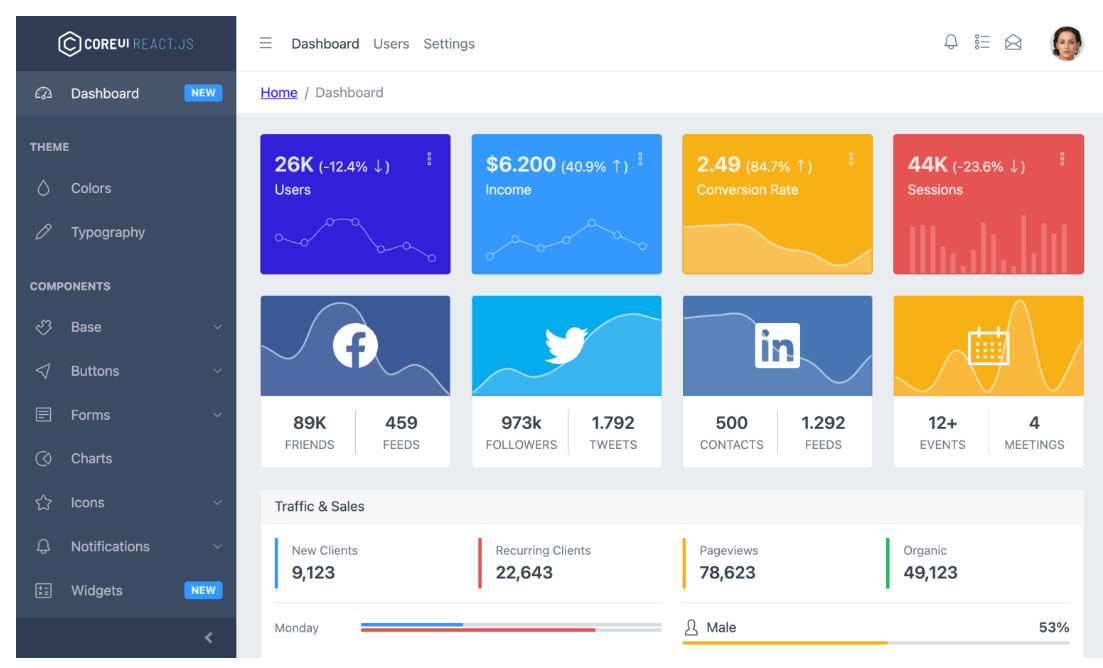 COREUI REACT.JS
Dashboard Users Settings
Dashboard NEW
Home / Dashboard
THEME
Colors
Typography
COMPONENTS
Base
Buttons
Forms
Charts
Icons
Notifications
Widgets NEW
26K (-12.4% ↓)
Users
$6.200 (40.9% ↑)
Income
2.49 (84.7% ↑)
Conversion Rate
44K (-23.6% ↓)
Sessions
89K 459
FRIENDS FEEDS
in
973k 1.792
FOLLOWERS TWEETS
500 1.292
CONTACTS FEEDS
12+ 4
EVENTS MEETINGS
Traffic & Sales
New Clients
9,123
Recurring Clients
22,643
Pageviews
78,623
Organic
49,123
Monday
Male 53%